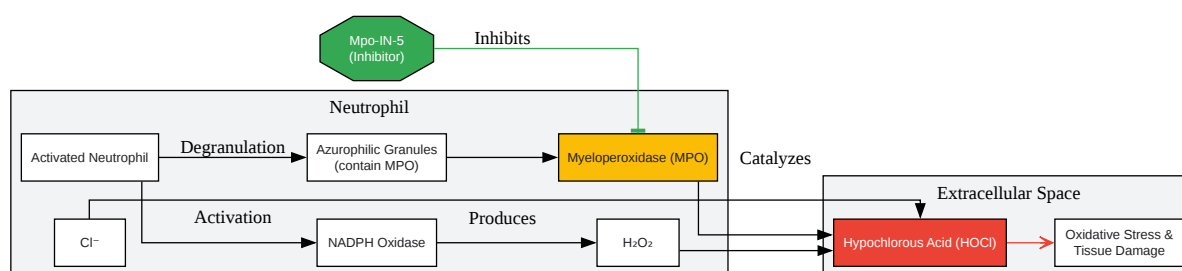 Mpo-IN-5
(Inhibitor)
Inhibits
Neutrophil
Activated Neutrophil
Degranulation
Azurophilic Granules
(contain MPO)
Myeloperoxidase (MPO)
Catalyzes
Extracellular Space
Cl⁻
Activation
NADPH Oxidase
Produces
H₂O₂
Hypochlorous Acid (HOCl)
Oxidative Stress &
Tissue Damage